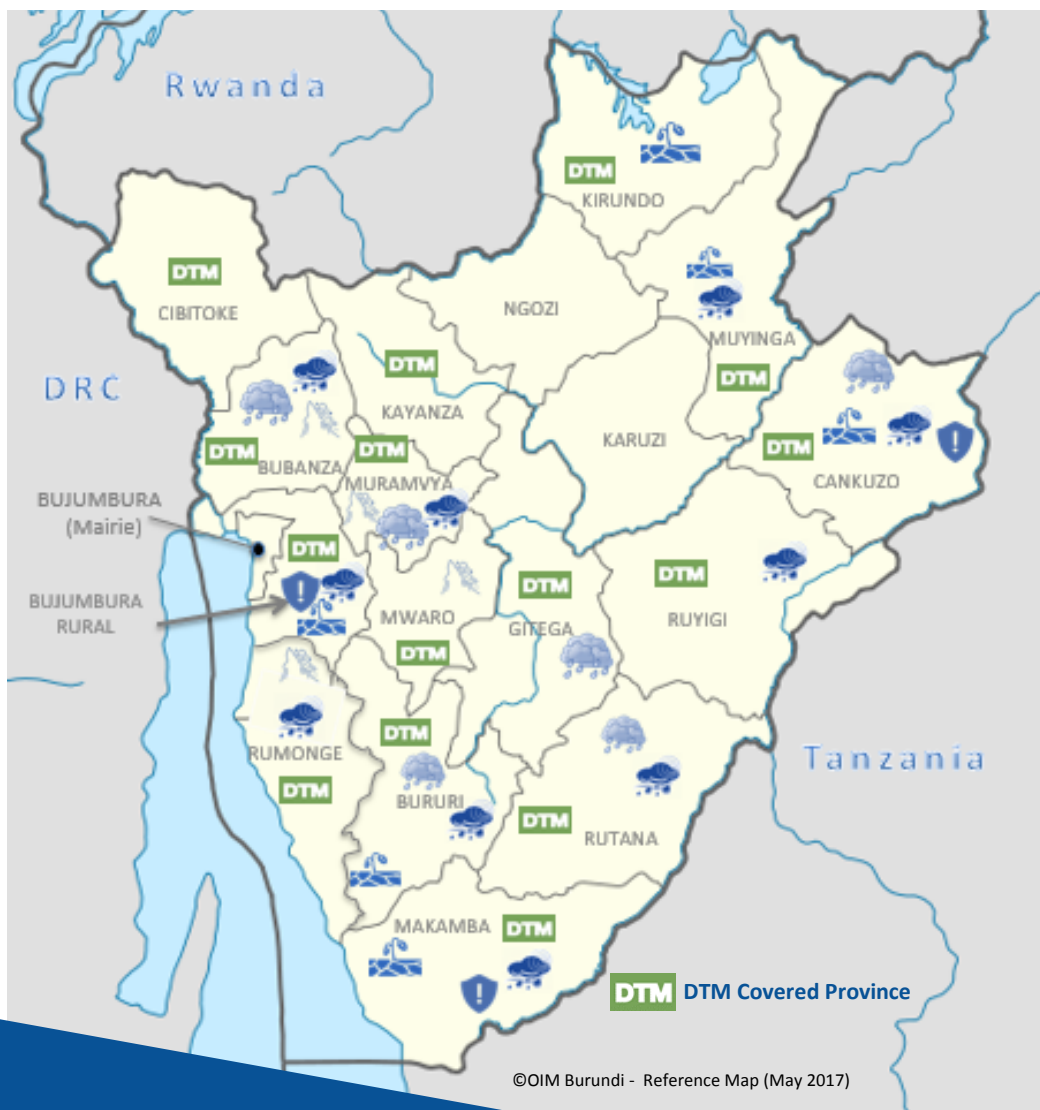 Rwanda
DTM
KIRUNDO
DTM
CIBITOKE
NGOZI
MUYINGA
DTM
DRC
DTM
KAYANZA
KARUZI
DTM
CANKUZO
DTM
BUBANZA
DTM
MURAMVYA
BUJUMBURA
(Mairie)
DTM
BUJUMBURA
RURAL
MWARO
DTM
DTM
GITEGA
DTM
RUYIGI
DTM
RUMONGE
DTM
BURURI
Tanzania
DTM
RUTANA
MAKAMBA
DTM
DTM DTM Covered Province
©OIM Burundi - Reference Map (May 2017)